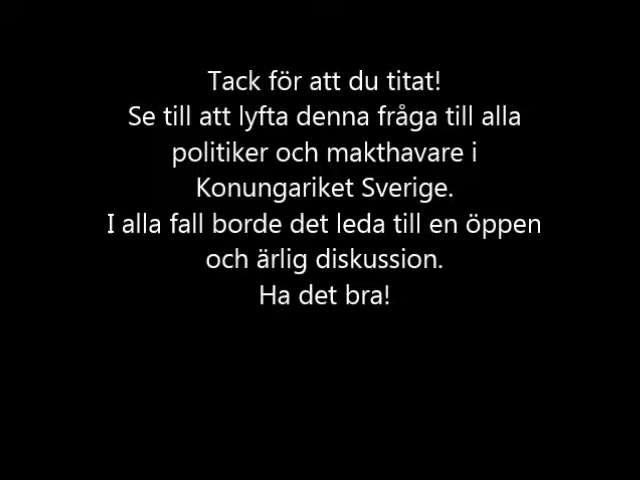 Tack för att du titat!
Se till att lyfta denna fråga till alla
politiker och makthavare i
Konungariket Sverige.
I alla fall borde det leda till en öppen
och ärlig diskussion.
Ha det bra!